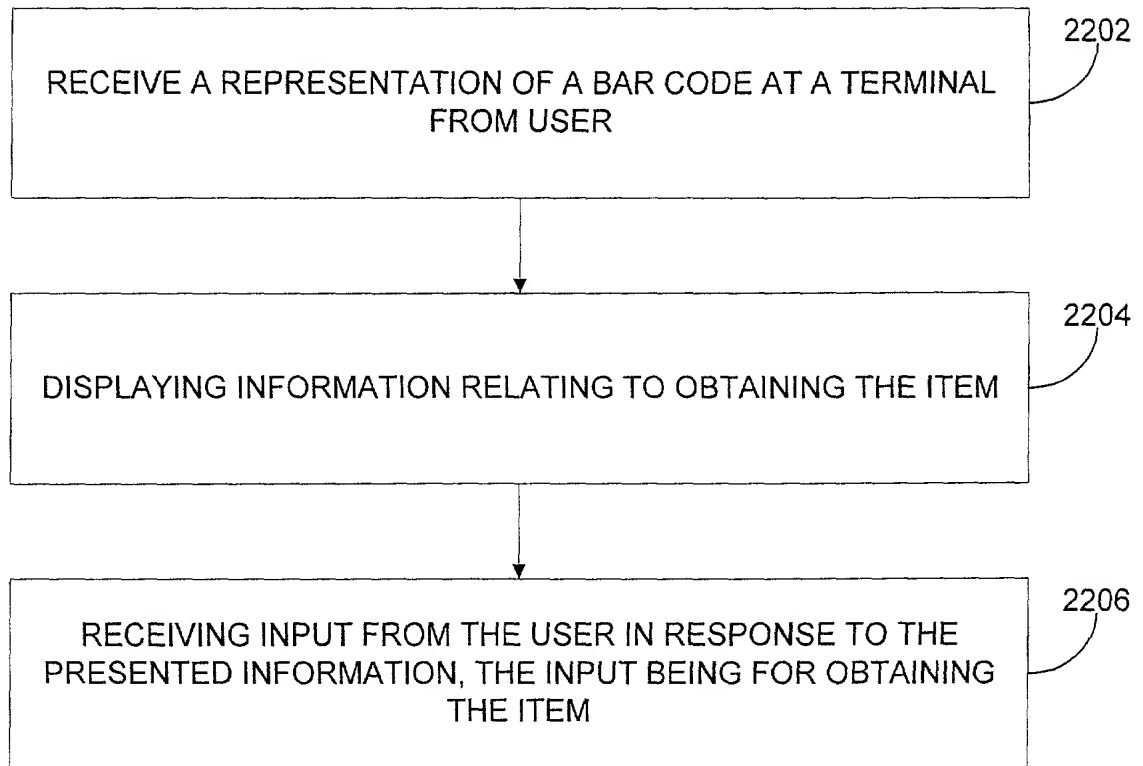 2202
RECEIVE A REPRESENTATION OF A BAR CODE AT A TERMINAL
FROM USER
2204
DISPLAYING INFORMATION RELATING TO OBTAINING THE ITEM
2206
RECEIVING INPUT FROM THE USER IN RESPONSE TO THE
PRESENTED INFORMATION, THE INPUT BEING FOR OBTAINING
THE ITEM